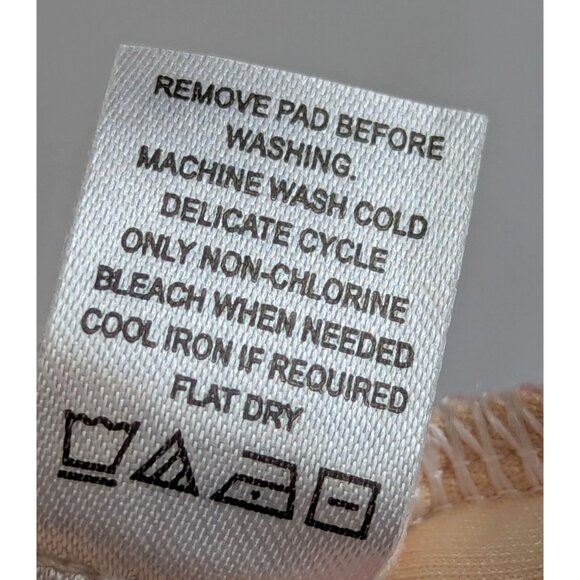 REMOVE PAD BEFORE
WASHING.
MACHINE WASH COLD
DELICATE CYCLE
ONLY NON-CHLORINE
BLEACH WHEN NEEDED
COOL IRON IF REQUIRED
FLAT DRY